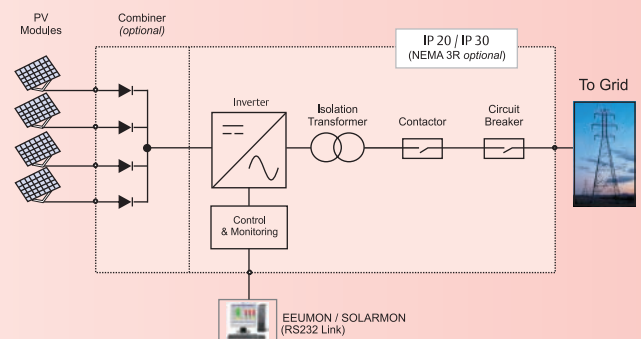 PV
Modules
Combiner
(optional)
IP 20 / IP 30
(NEMA 3R optional)
To Grid
Inverter
Isolation
Transformer
Contactor
Circuit
Breaker
Control
& Monitoring
EEUMON / SOLARMON
(RS232 Link)